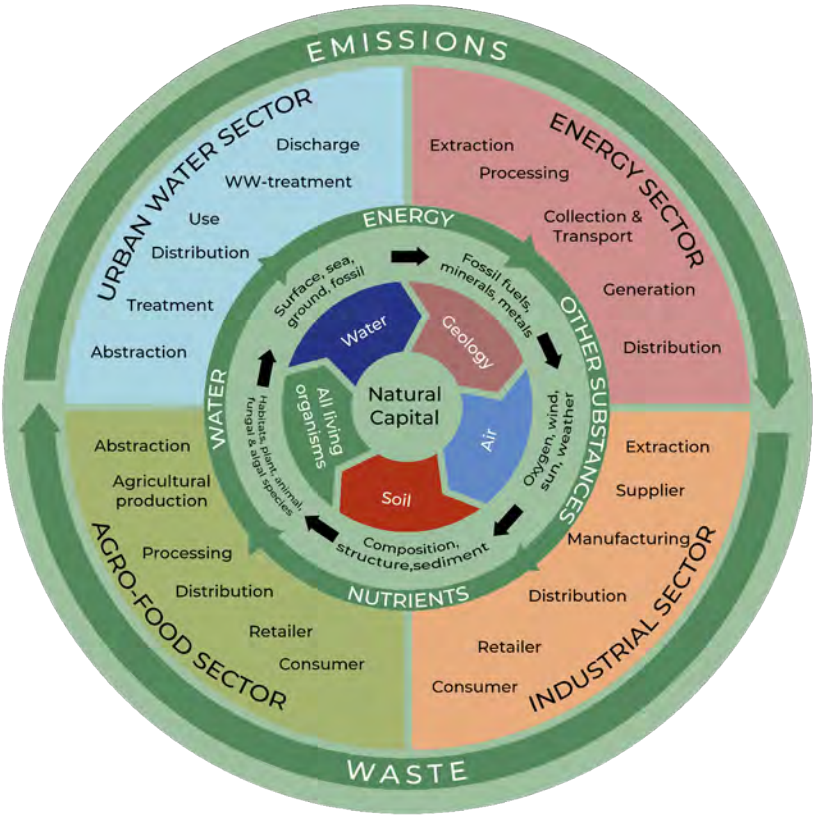 EMISSIONS
URBAN WATER SECTOR
Discharge
WW-treatment
Use
Distribution
Treatment
Abstraction
ENERGY SECTOR
Extraction
Processing
Collection &
Transport
Generation
Distribution
ENERGY
OTHER SUBSTANCES
NUTRIENTS
WATER
Surface, sea,
ground, fossil
Fossil fuels,
minerals, metals
Oxygen, wind,
sun, weather
Composition,
structure,sediment
Habitats, plant, animal,
fungal & algal species
Water
Geology
Air
Soil
All living
organisms
Natural
Capital
Abstraction
Agricultural
production
Processing
Distribution
Retailer
Consumer
AGRO-FOOD SECTOR
Extraction
Supplier
Manufacturing
Distribution
Retailer
Consumer
INDUSTRIAL SECTOR
WASTE